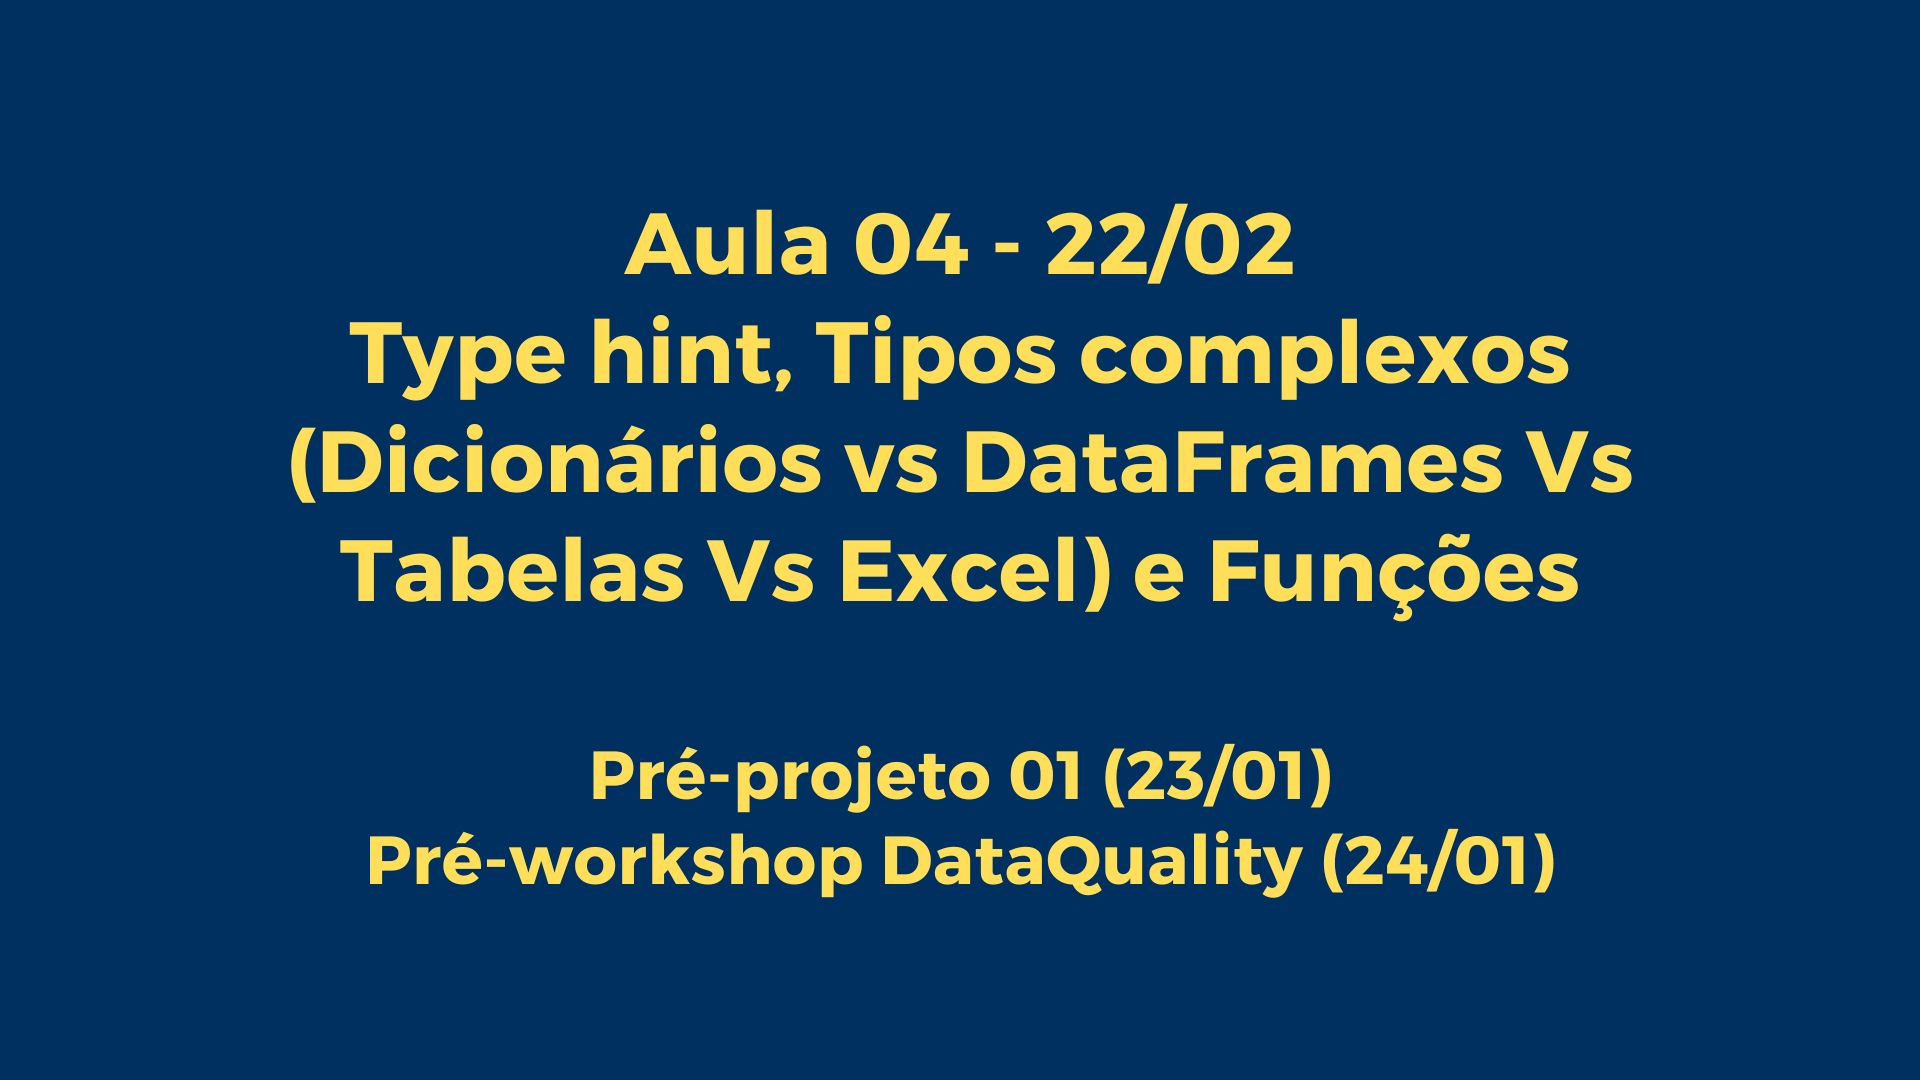 Aula 04 - 22/02
Type hint, Tipos complexos
(Dicionários vs DataFrames Vs
Tabelas Vs Excel) e Funções
Pré-projeto 01 (23/01)
Pré-workshop DataQuality (24/01)